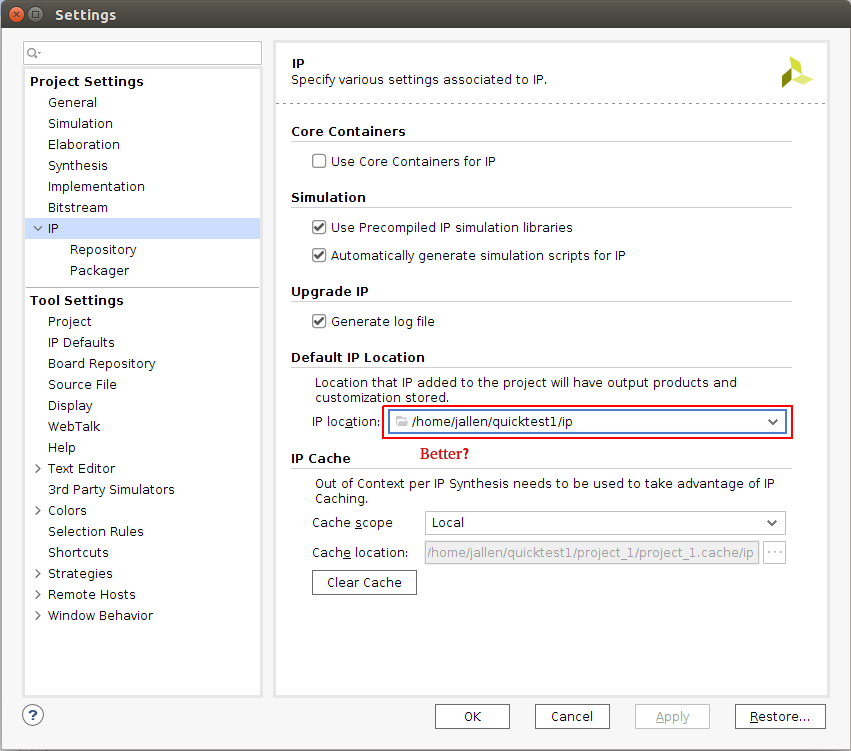 Settings
Project Settings
General
Simulation
Elaboration
Synthesis
Implementation
Bitstream
IP
Repository
Packager
Tool Settings
Project
IP Defaults
Board Repository
Source File
Display
WebTalk
Help
Text Editor
3rd Party Simulators
Colors
Selection Rules
Shortcuts
Strategies
Remote Hosts
Window Behavior
IP
Specify various settings associated to IP.
Core Containers
Use Core Containers for IP
Simulation
Use Precompiled IP simulation libraries
Automatically generate simulation scripts for IP
Upgrade IP
Generate log file
Default IP Location
Location that IP added to the project will have output products and
customization stored.
IP location: /home/jallen/quicktest1/ip
Better?
IP Cache
Out of Context per IP Synthesis needs to be used to take advantage of IP
Caching.
Cache scope Local
Cache location: /home/jallen/quicktest1/project_1/project_1.cache/ip ...
Clear Cache
? OK Cancel Apply Restore...